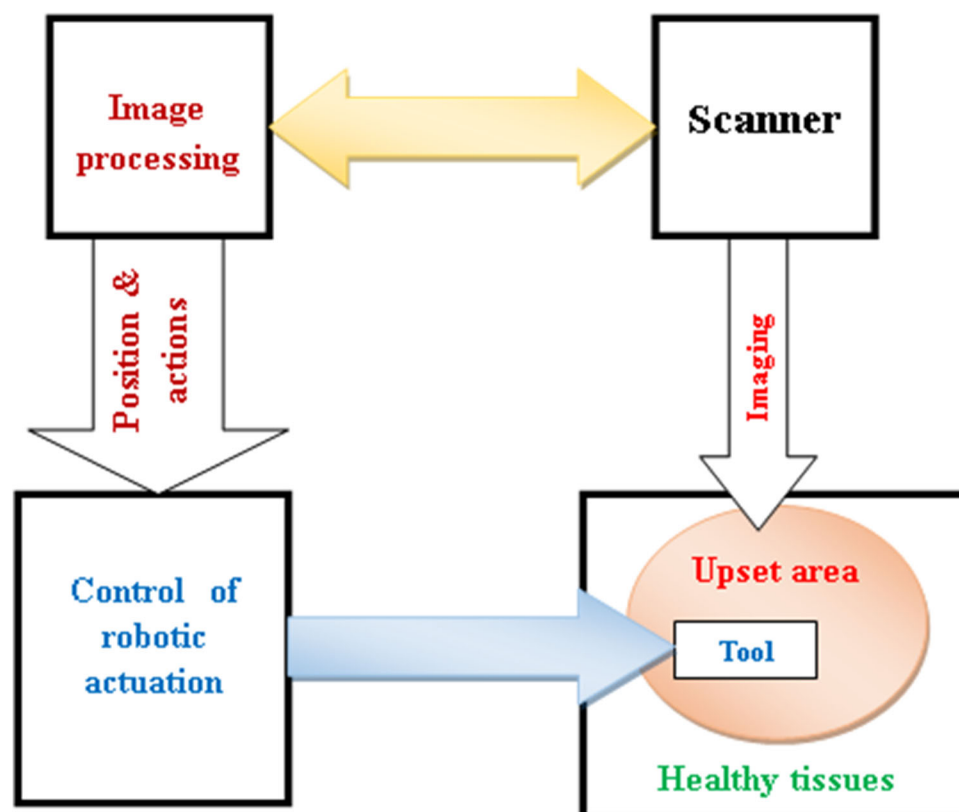 Image
processing
Scanner
Position &
actions
Imaging
Control of
robotic
actuation
Upset area
Tool
Healthy tissues